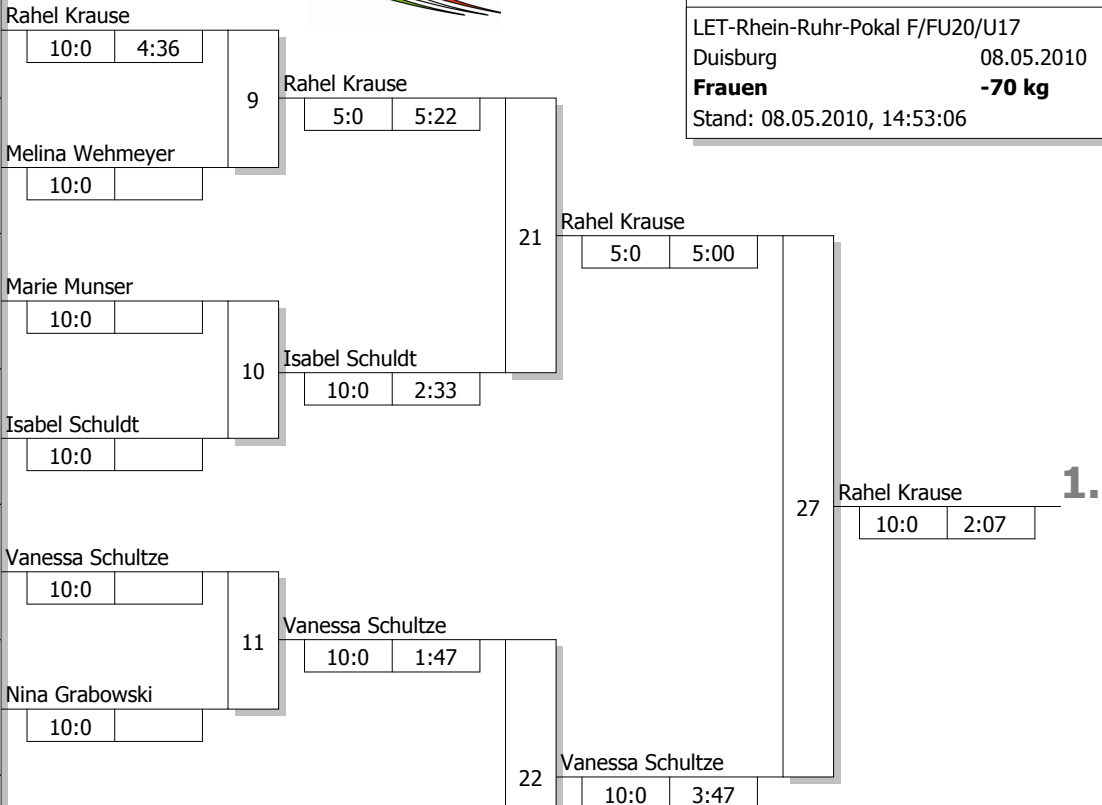 Rahel Krause
10:0 4:36
9
Melina Wehmeyer
10:0
Marie Munser
10:0
10
Isabel Schuldt
10:0
Vanessa Schultze
10:0
11
Nina Grabowski
10:0
Rahel Krause
5:0 5:22
21
Isabel Schuldt
10:0 2:33
Vanessa Schultze
10:0 1:47
22
Rahel Krause
5:0 5:00
27
Vanessa Schultze
10:0 3:47
Rahel Krause
10:0 2:07
1.
LET-Rhein-Ruhr-Pokal F/FU20/U17
Duisburg 08.05.2010
Frauen -70 kg
Stand: 08.05.2010, 14:53:06